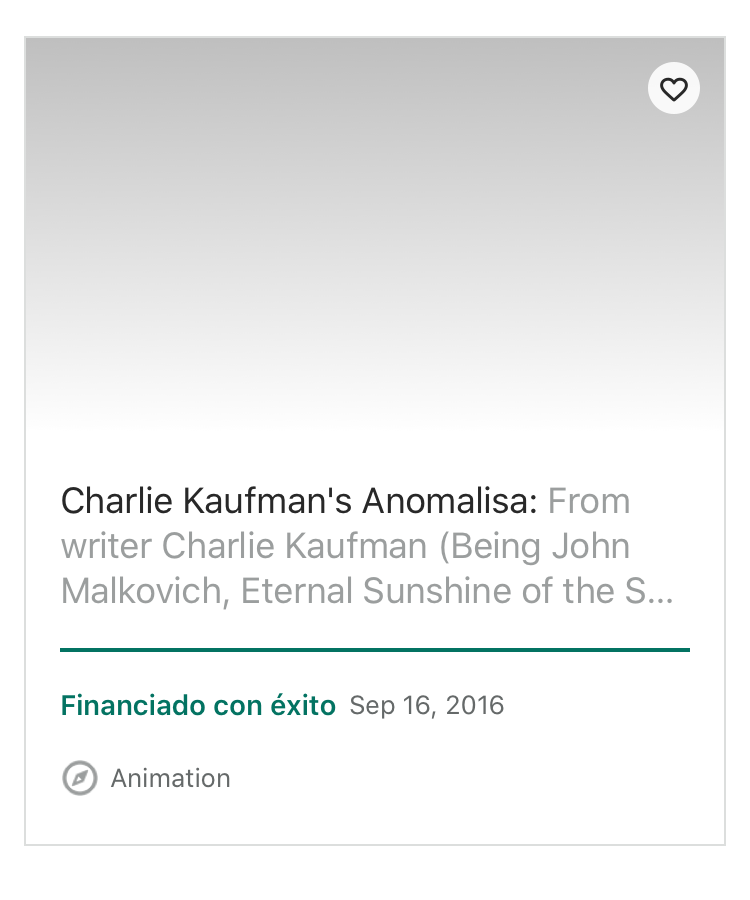 Charlie Kaufman's Anomalisa: From
writer Charlie Kaufman (Being John
Malkovich, Eternal Sunshine of the S...
Financiado con éxito Sep 16, 2016
Animation